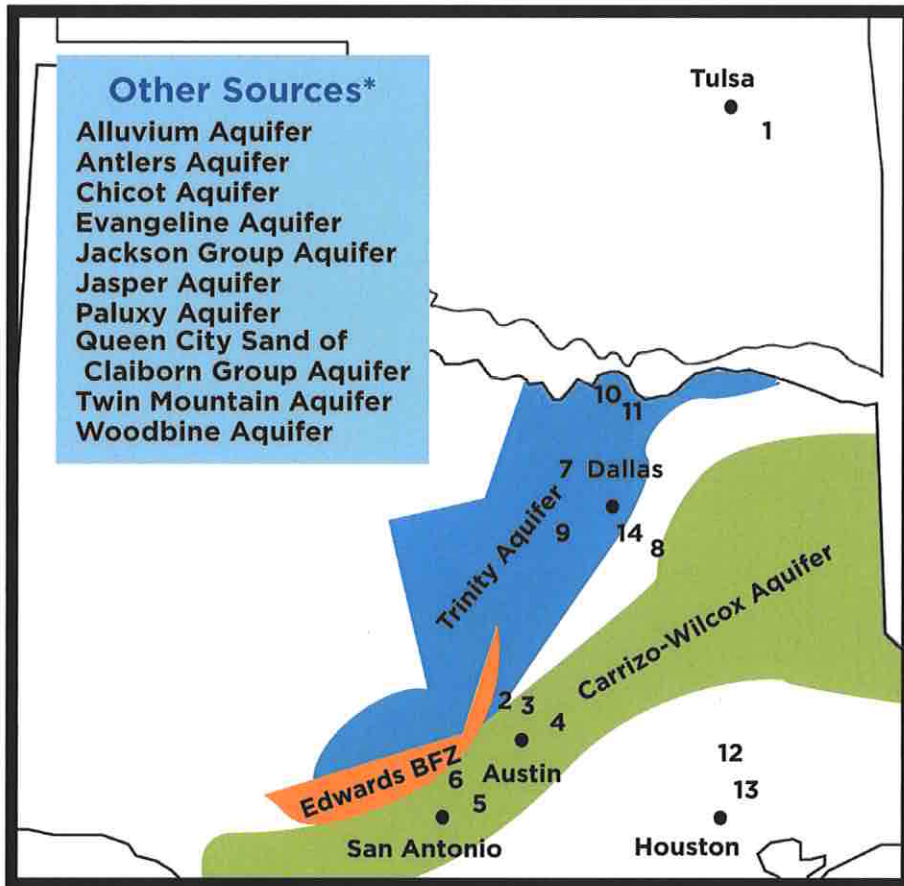 Other Sources*
Alluvium Aquifer
Antlers Aquifer
Chicot Aquifer
Evangeline Aquifer
Jackson Group Aquifer
Jasper Aquifer
Paluxy Aquifer
Queen City Sand of
Claiborn Group Aquifer
Twin Mountain Aquifer
Woodbine Aquifer
Tulsa
1
10
11
7 Dallas
Trinity Aquifer
9
14
8
Carrizo-Wilcox Aquifer
2
3
4
Edwards BFZ
6
Austin
5
San Antonio
12
13
Houston